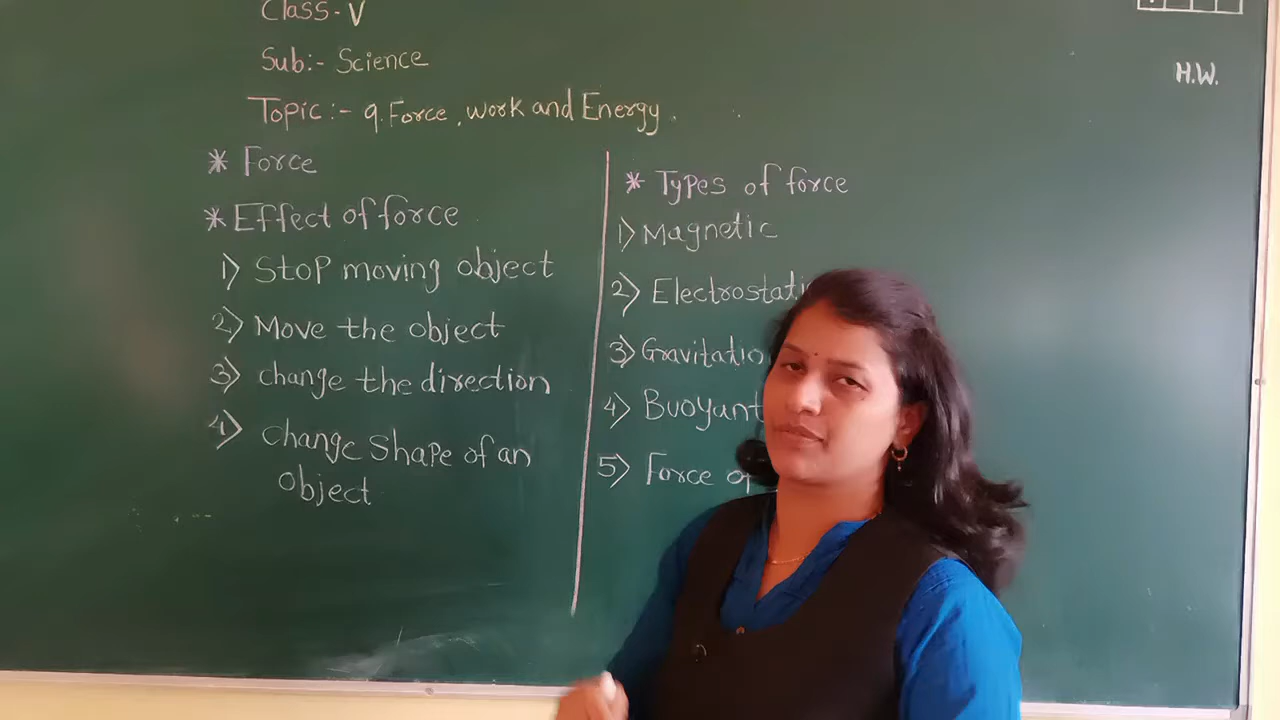 Class-V
Sub:- Science
Topic :- 9. Force, work and Energy.
* Force
* Effect of force
1) Stop moving object
2) Move the object
3) change the direction
4) Change shape of an
object
* Types of force
1) Magnetic
2) Electrostati
3) Gravitatio
4) Buoyant
5) Force of
H.W.